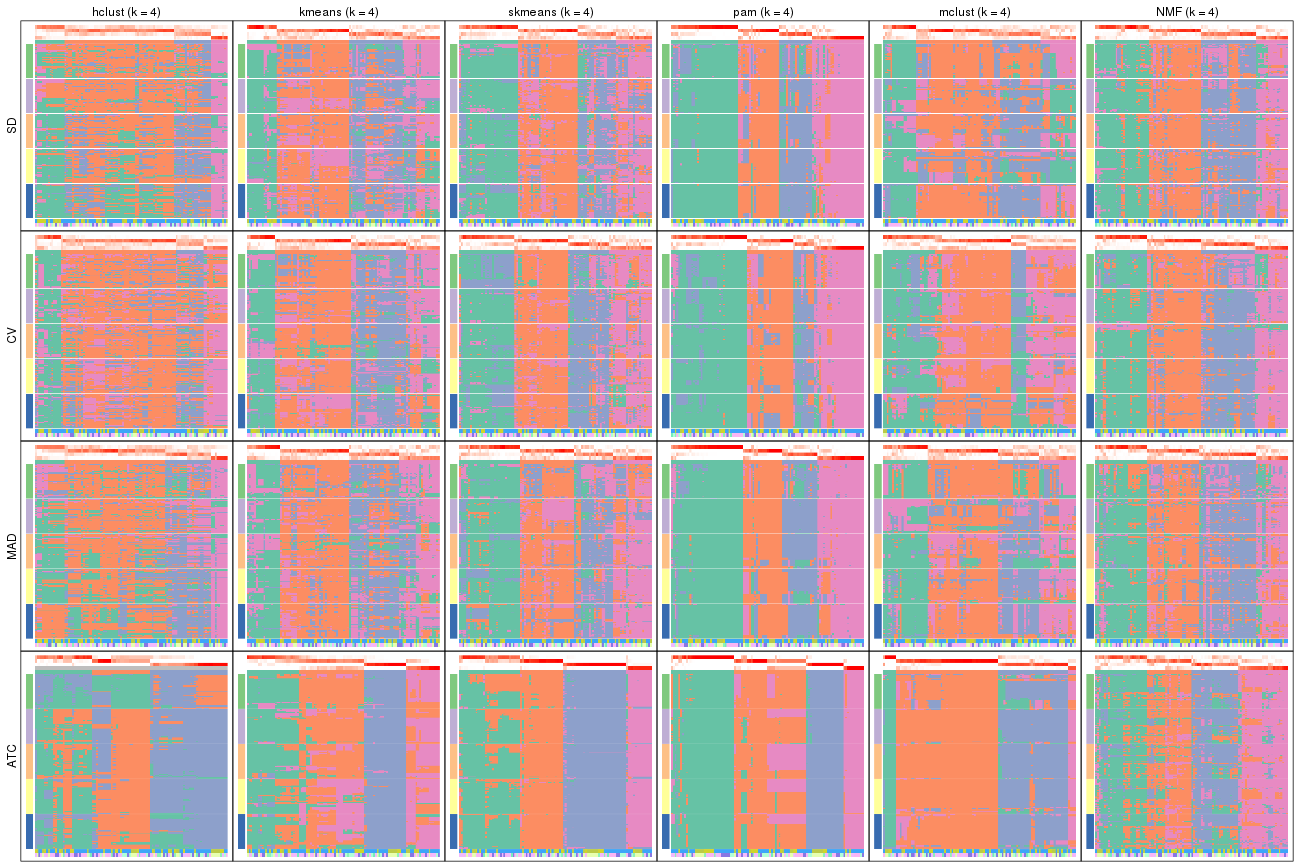 hclust (k = 4) kmeans (k = 4) skmeans (k = 4) pam (k = 4) mclust (k = 4) NMF (k = 4)
SD
CV
MAD
ATC